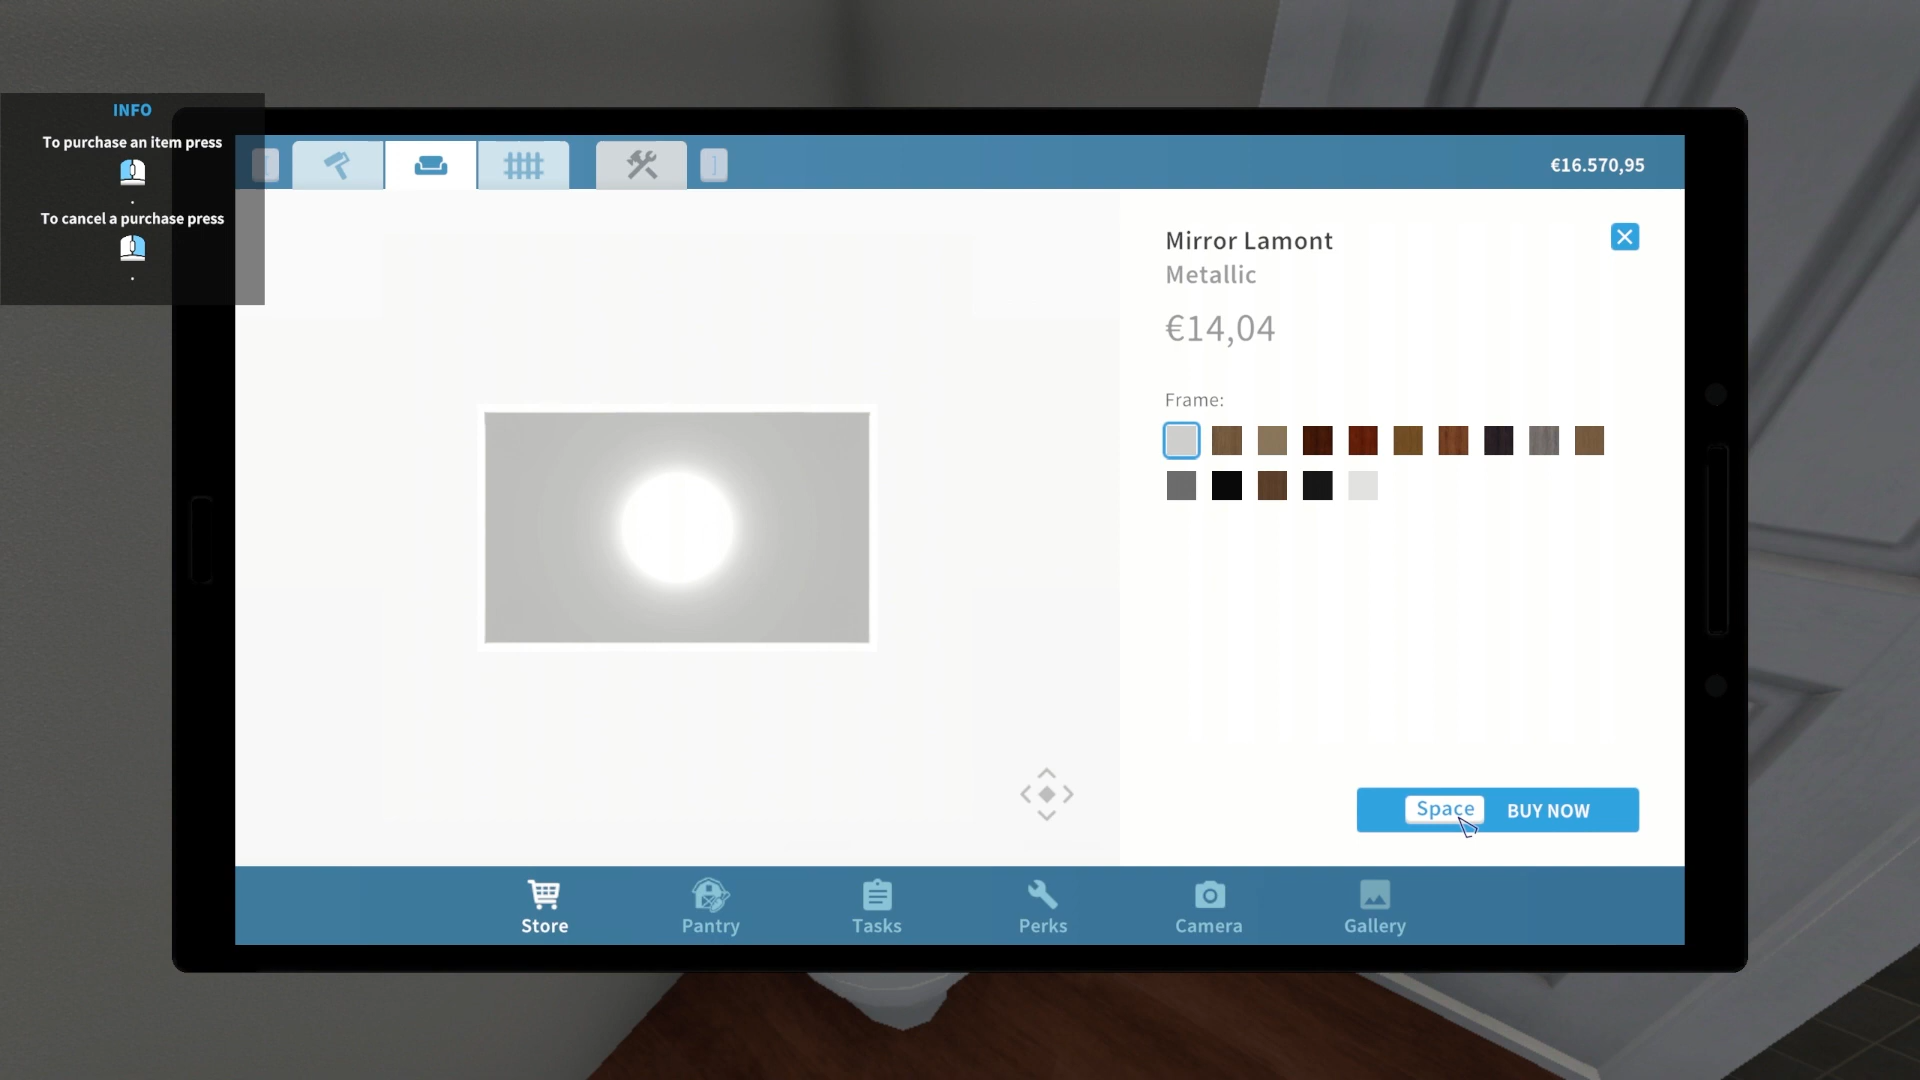 INFO
To purchase an item press
.
To cancel a purchase press
.
[
]
€16.570,95
Mirror Lamont
Metallic
€14,04
Frame:
Space BUY NOW
Store
Pantry
Tasks
Perks
Camera
Gallery